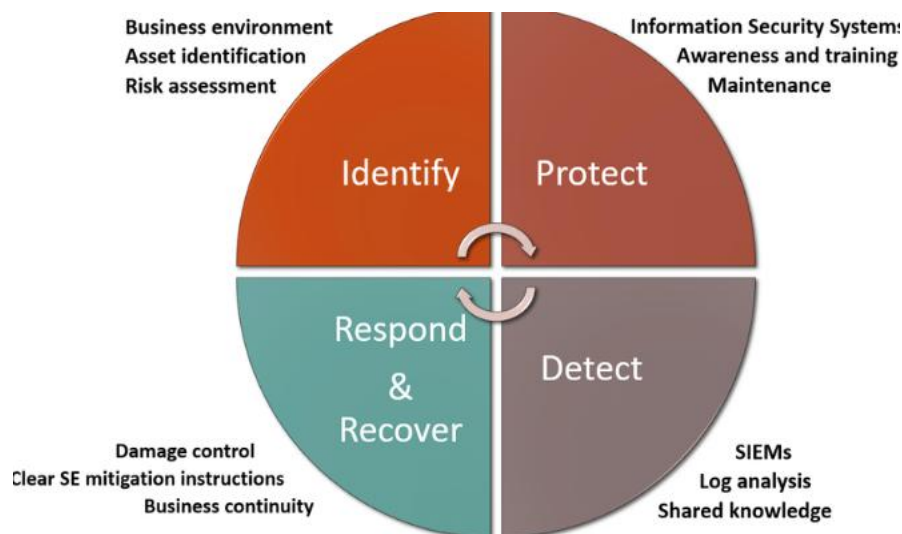 Business environment
Asset identification
Risk assessment
Information Security Systems
Awareness and training
Maintenance
Identify
Protect
Respond
&
Recover
Detect
Damage control
Clear SE mitigation instructions
Business continuity
SIEMs
Log analysis
Shared knowledge